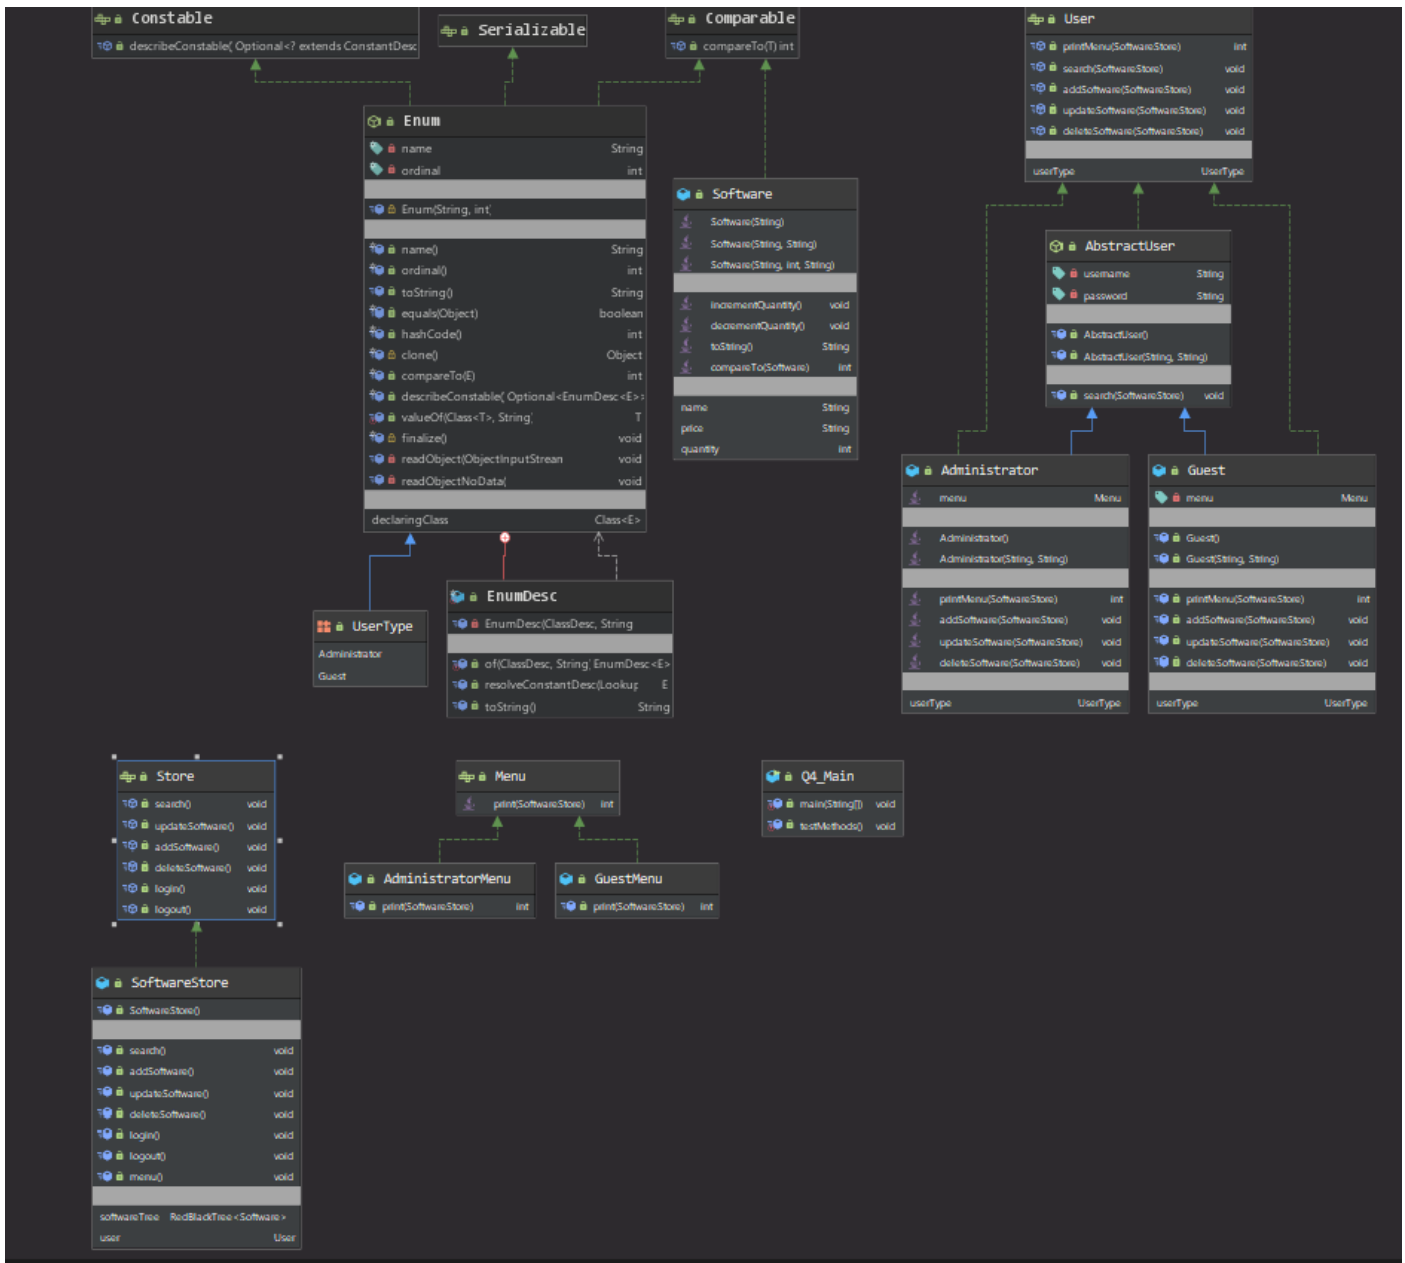 Constable
describeConstable( Optional<? extends ConstantDesc
Serializable
Comparable
compareTo(T) int
User
printMenu(SoftwareStore) int
search(SoftwareStore) void
addSoftware(SoftwareStore) void
updateSoftware(SoftwareStore) void
deleteSoftware(SoftwareStore) void
userType UserType
Enum
name String
ordinal int
Enum(String, int)
name() String
ordinal() int
toString() String
equals(Object) boolean
hashCode() int
clone() Object
compareTo(E) int
describeConstable( Optional<EnumDesc<E>>
valueOf(Class<T>, String) T
finalize() void
readObject(ObjectInputStream void
readObjectNoData( void
declaringClass Class<E>
Software
Software(String)
Software(String, String)
Software(String, int, String)
incrementQuantity() void
decrementQuantity() void
toString() String
compareTo(Software) int
name String
price String
quantity int
AbstractUser
username String
password String
AbstractUser()
AbstractUser(String, String)
search(SoftwareStore) void
Administrator
menu Menu
Administrator()
Administrator(String, String)
printMenu(SoftwareStore) int
addSoftware(SoftwareStore) void
updateSoftware(SoftwareStore) void
deleteSoftware(SoftwareStore) void
userType UserType
Guest
menu Menu
Guest()
Guest(String, String)
printMenu(SoftwareStore) int
addSoftware(SoftwareStore) void
updateSoftware(SoftwareStore) void
deleteSoftware(SoftwareStore) void
userType UserType
UserType
Administrator
Guest
EnumDesc
EnumDesc(ClassDesc, String
of(ClassDesc, String) EnumDesc<E>
resolveConstantDesc(Lookup E
toString() String
Store
search() void
updateSoftware() void
addSoftware() void
deleteSoftware() void
login() void
logout() void
Menu
print(SoftwareStore) int
Q4_Main
main(String[]) void
testMethods() void
AdministratorMenu
print(SoftwareStore) int
GuestMenu
print(SoftwareStore) int
SoftwareStore
SoftwareStore()
search() void
addSoftware() void
updateSoftware() void
deleteSoftware() void
login() void
logout() void
menu() void
softwareTree RedBlackTree<Software>
user User